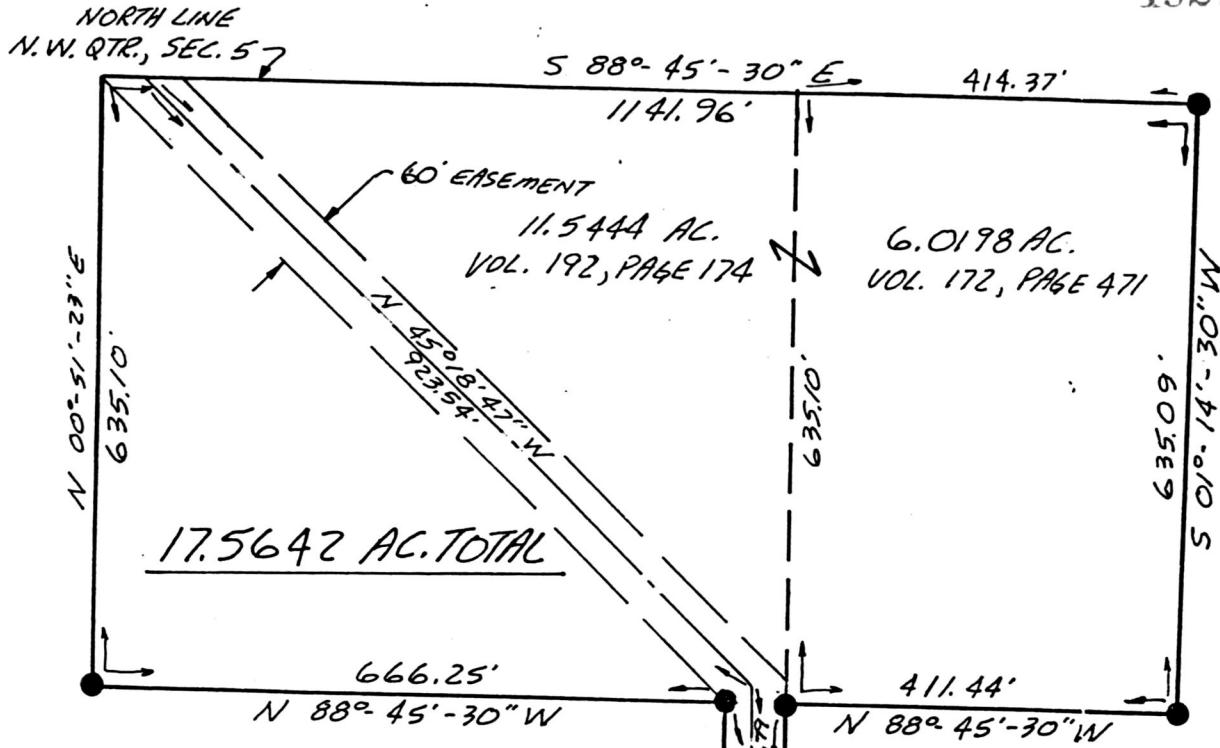 NORTH LINE
N.W. QTR., SEC. 5
S 88°-45'-30" E
414.37'
1141.96'
60' EASEMENT
11.5444 AC.
VOL. 192, PAGE 174
6.0198 AC.
VOL. 172, PAGE 471
N 00°-51'-23" E
635.10'
N 45°18'47" W
923.54'
635.10'
635.09'
S 01°-14'-30" W
17.5642 AC. TOTAL
666.25'
N 88°-45'-30" W
411.44'
N 88°-45'-30" W